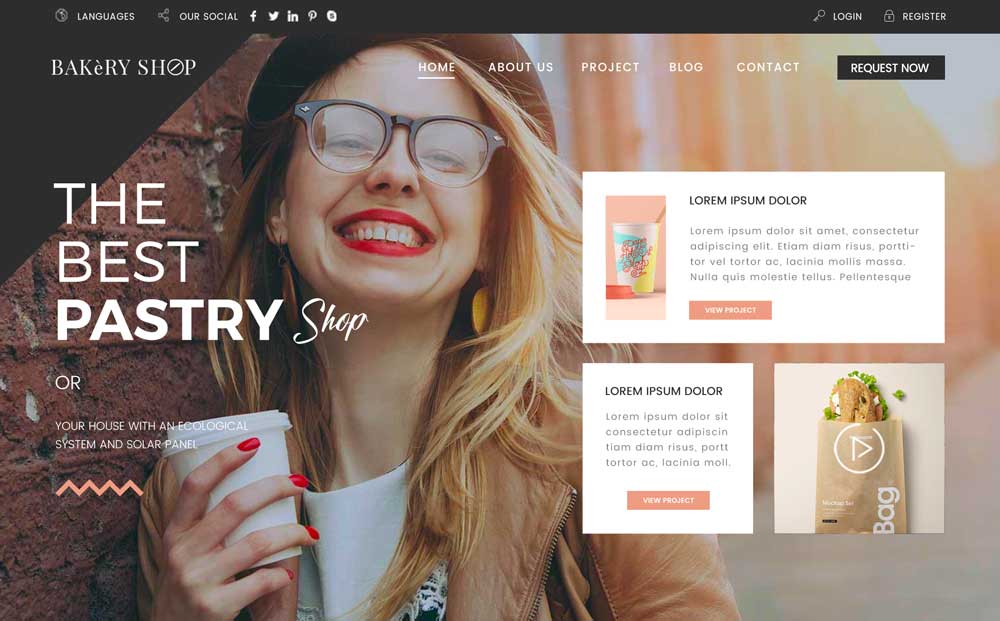 LANGUAGES OUR SOCIAL LOGIN REGISTER
BAKèRY SHOP HOME ABOUT US PROJECT BLOG CONTACT REQUEST NOW
THE
BEST
PASTRY Shop
OR
YOUR HOUSE WITH AN ECOLOGICAL
SYSTEM AND SOLAR PANEL
LOREM IPSUM DOLOR
Lorem ipsum dolor sit amet, consectetur
adipiscing elit. Etiam diam risus, portti-
tor vel tortor ac, lacinia mollis massa.
Nulla quis molestie tellus. Pellentesque
VIEW PROJECT
LOREM IPSUM DOLOR
Lorem ipsum dolor sit
consectetur adipiscin
tiam diam risus, portt
tortor ac, lacinia moll.
VIEW PROJECT
Mockup Set
Bag